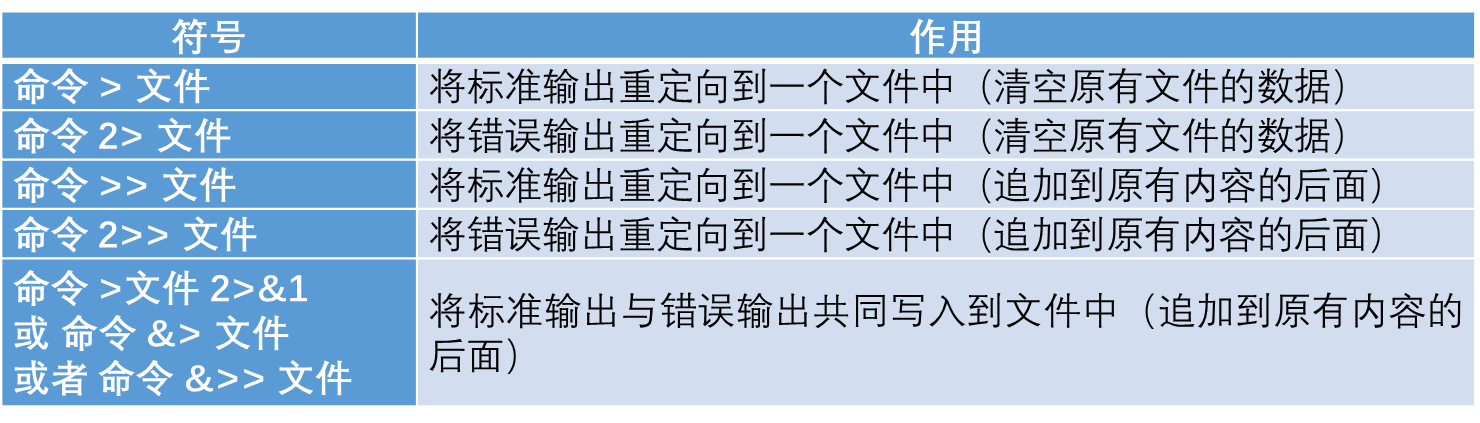 符号
作用
命令 > 文件
将标准输出重定向到一个文件中（清空原有文件的数据）
命令 2> 文件
将错误输出重定向到一个文件中（清空原有文件的数据）
命令 >> 文件
将标准输出重定向到一个文件中（追加到原有内容的后面）
命令 2>> 文件
将错误输出重定向到一个文件中（追加到原有内容的后面）
命令 >文件 2>&1
或 命令 &> 文件
或者 命令 &>> 文件
将标准输出与错误输出共同写入到文件中（追加到原有内容的
后面）